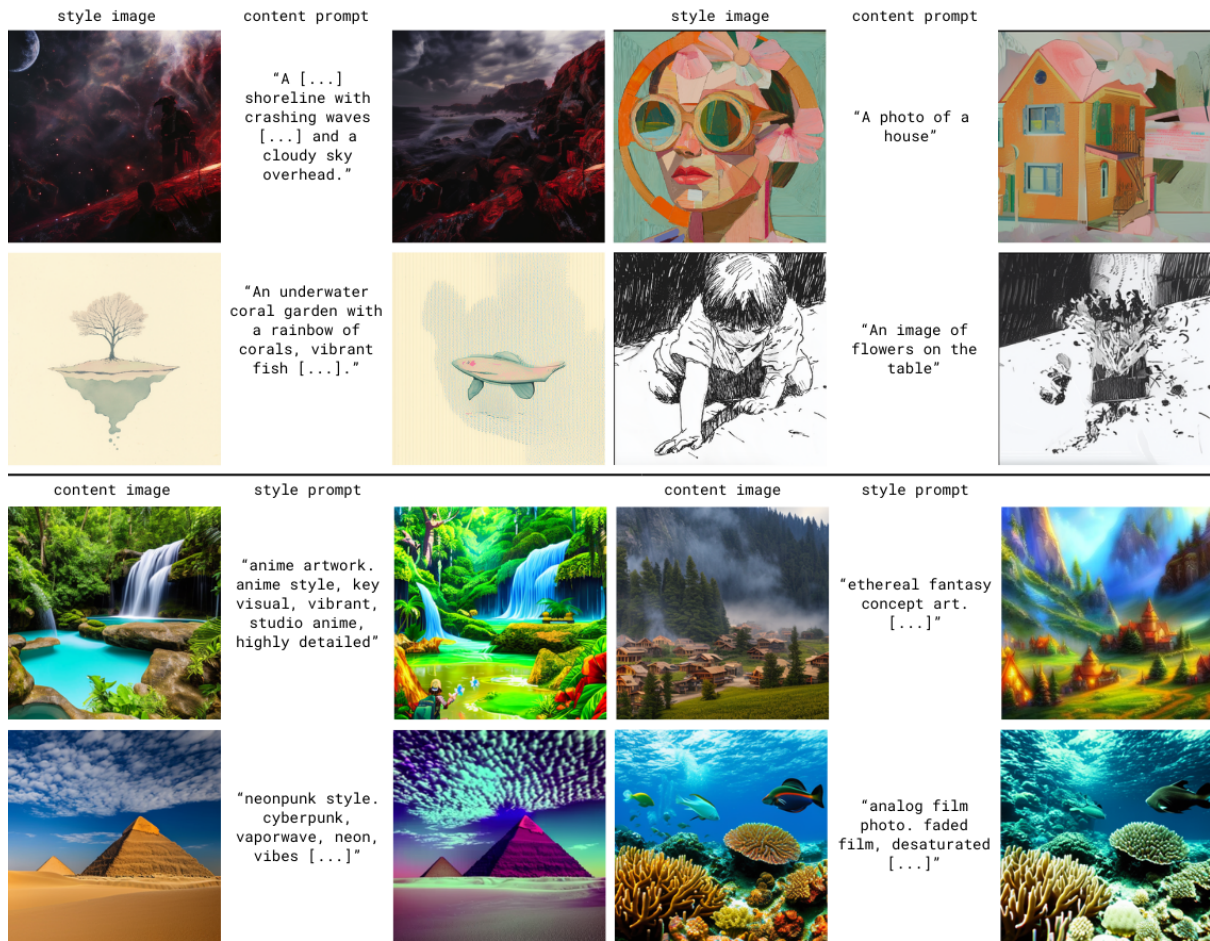 style image
content prompt
style image
content prompt
“A [...]
shoreline with
crashing waves
[...] and a
cloudy sky
overhead.”
“A photo of a
house”
“An underwater
coral garden with
a rainbow of
corals, vibrant
fish [...].”
“An image of
flowers on the
table”
content image
style prompt
content image
style prompt
“anime artwork.
anime style, key
visual, vibrant,
studio anime,
highly detailed”
“ethereal fantasy
concept art.
[...]”
“neonpunk style.
cyberpunk,
vaporwave, neon,
vibes [...]”
“analog film
photo. faded
film, desaturated
[...]”